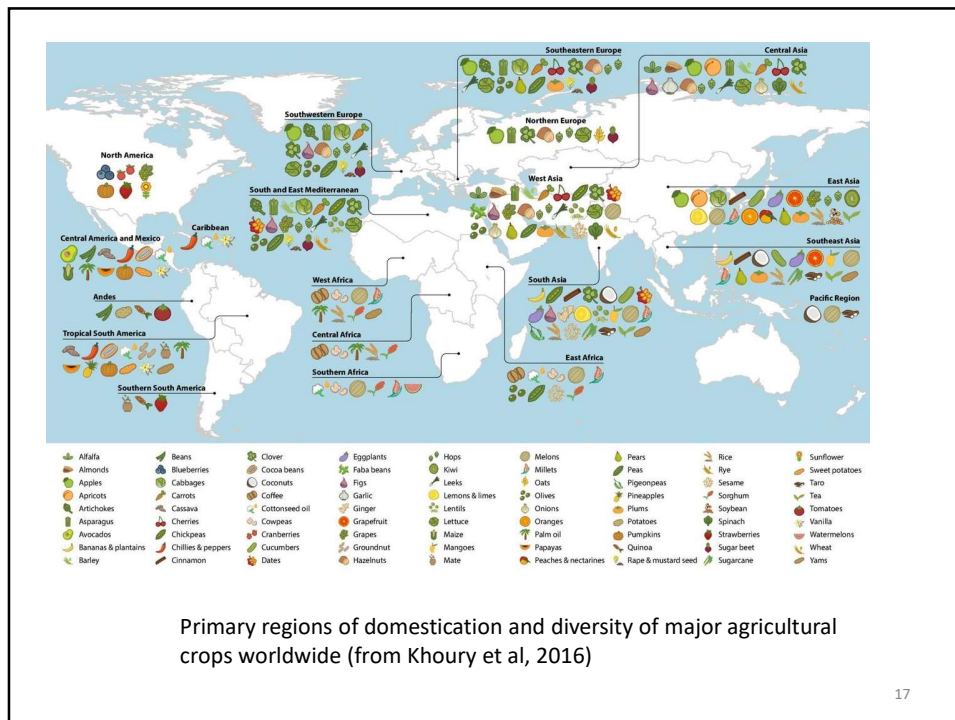 Southeastern Europe
Central Asia
Southwestern Europe
Northern Europe
North America
South and East Mediterranean
West Asia
East Asia
Central America and Mexico
Caribbean
Southeast Asia
West Africa
South Asia
Andes
Pacific Region
Tropical South America
Central Africa
East Africa
Southern Africa
Southern South America
Alfalfa Beans Clover Eggplants Hops Melons Pears Rice Sunflower
Almonds Blueberries Cocoa beans Faba beans Kiwi Millets Peas Rye Sweet potatoes
Apples Cabbages Coconuts Figs Leeks Oats Pigeonpeas Sesame Taro
Apricots Carrots Coffee Garlic Lemons & limes Olives Pineapples Sorghum Tea
Artichokes Cassava Cottonseed oil Ginger Lentils Onions Plums Soybean Tomatoes
Asparagus Cherries Cowpeas Grapefruit Lettuce Oranges Potatoes Spinach Vanilla
Avocados Chickpeas Cranberries Grapes Maize Palm oil Pumpkins Strawberries Watermelons
Bananas & plantains Chillies & peppers Cucumbers Groundnut Mangoes Papayas Quinoa Sugar beet Wheat
Barley Cinnamon Dates Hazelnuts Mate Peaches & nectarines Rape & mustard seed Sugarcane Yams
Primary regions of domestication and diversity of major agricultural
crops worldwide (from Khoury et al, 2016)
17